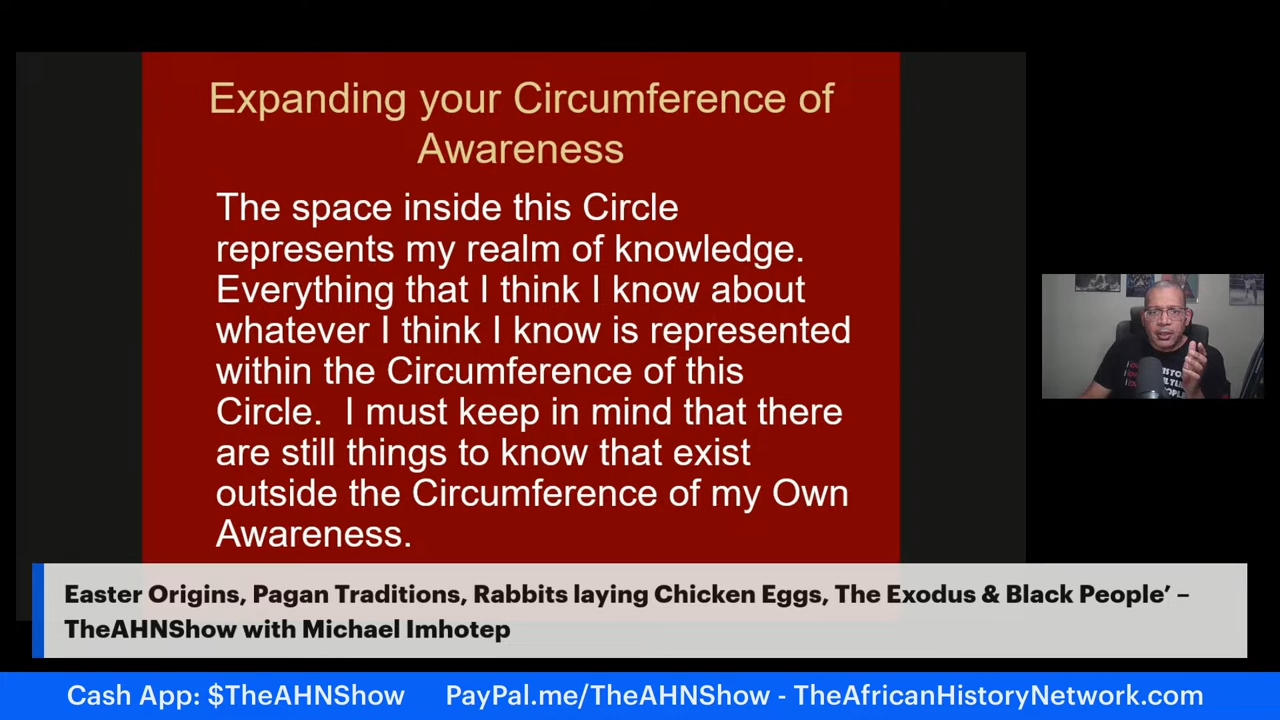 Expanding your Circumference of
Awareness
The space inside this Circle
represents my realm of knowledge.
Everything that I think I know about
whatever I think I know is represented
within the Circumference of this
Circle.  I must keep in mind that there
are still things to know that exist
outside the Circumference of my Own
Awareness.
Easter Origins, Pagan Traditions, Rabbits laying Chicken Eggs, The Exodus & Black People’ –
TheAHNShow with Michael Imhotep
Cash App: $TheAHNShow PayPal.me/TheAHNShow - TheAfricanHistoryNetwork.com